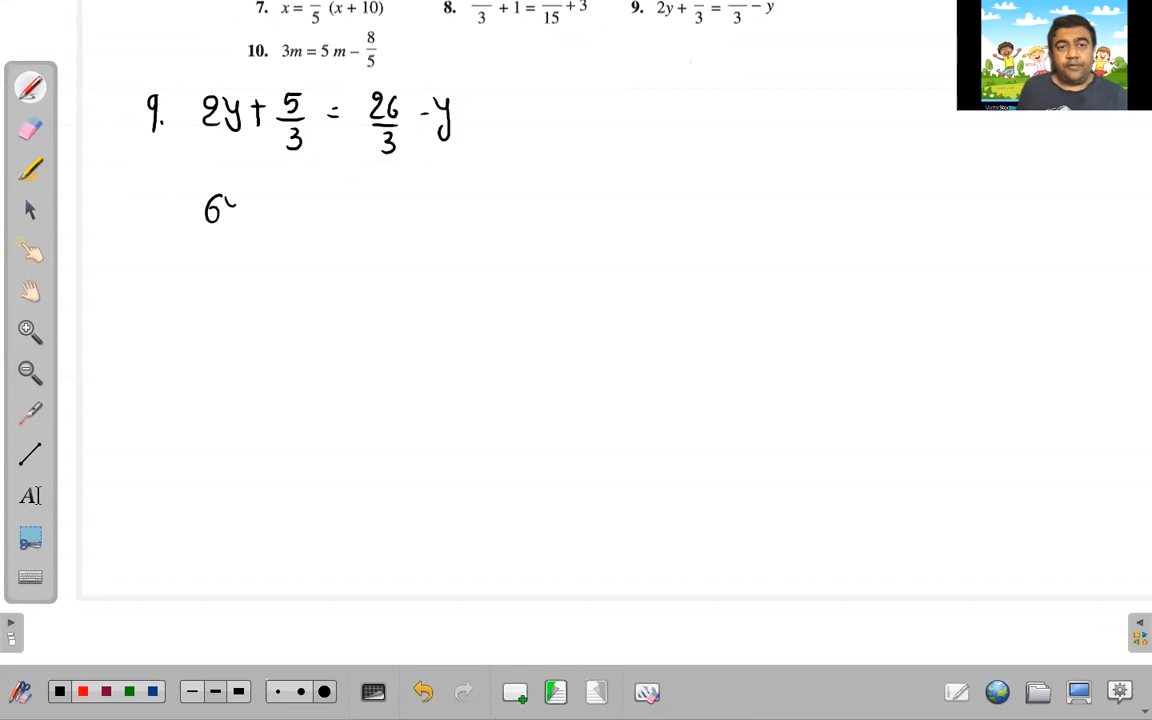 7. x = 5 (x + 10) 8. 3 + 1 = 15 + 3 9. 2y + 3 = 3 - y
10. 3m = 5 m – 8/5
9. 2y + 5/3 = 26/3 - y
6y
A